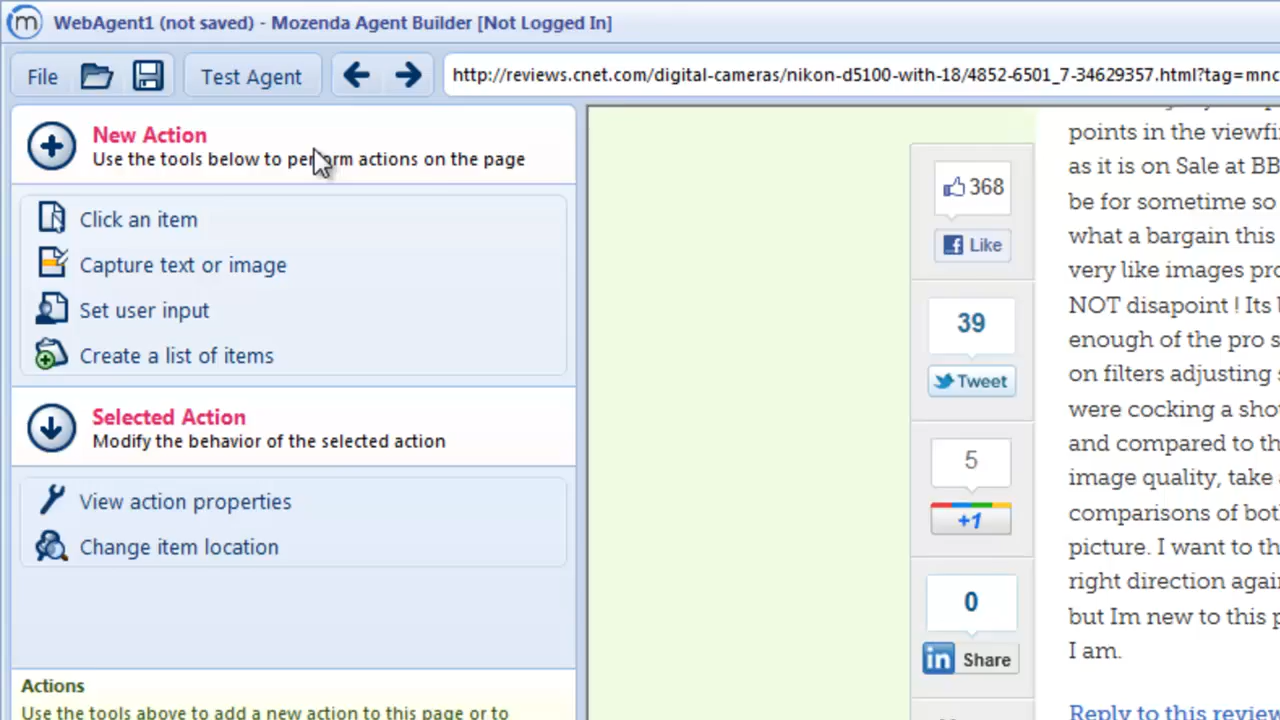 WebAgent1 (not saved) - Mozenda Agent Builder [Not Logged In]
File
Test Agent
http://reviews.cnet.com/digital-cameras/nikon-d5100-with-18/4852-6501_7-34629357.html?tag=mnc
New Action
Use the tools below to perform actions on the page
Click an item
Capture text or image
Set user input
Create a list of items
Selected Action
Modify the behavior of the selected action
View action properties
Change item location
Actions
Use the tools above to add a new action to this page or to
368
Like
39
Tweet
5
+1
0
in Share
points in the viewfi
as it is on Sale at BB
be for sometime so
what a bargain this
very like images pro
NOT disapoint ! Its
enough of the pro s
on filters adjusting
were cocking a sho
and compared to th
image quality, take
comparisons of bot
picture. I want to th
right direction agai
but Im new to this p
I am.
Reply to this review